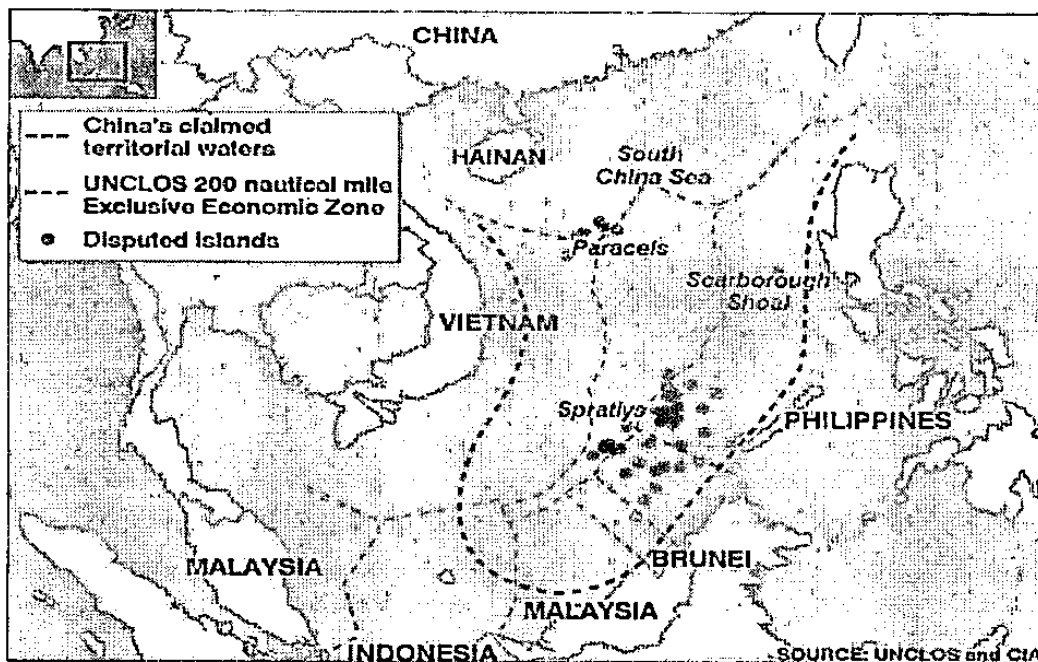 CHINA
China's claimed
territorial waters
UNCLOS 200 nautical mile
Exclusive Economic Zone
Disputed Islands
HAINAN
South
China Sea
Paracels
Scarborough
Shoal
VIETNAM
Spratlys
PHILIPPINES
MALAYSIA
BRUNEI
MALAYSIA
INDONESIA
SOURCE: UNCLOS and CIA